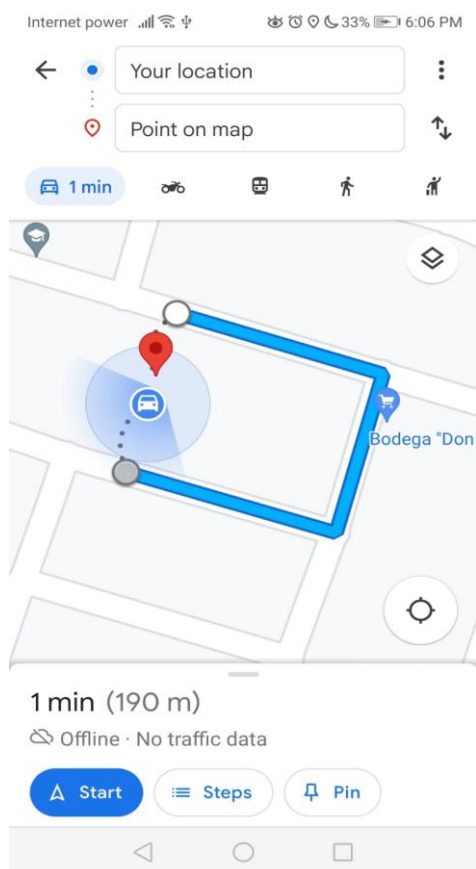 Internet power 33% 6:06 PM
Your location
Point on map
1 min
Bodega "Don
1 min (190 m)
Offline · No traffic data
Start Steps Pin